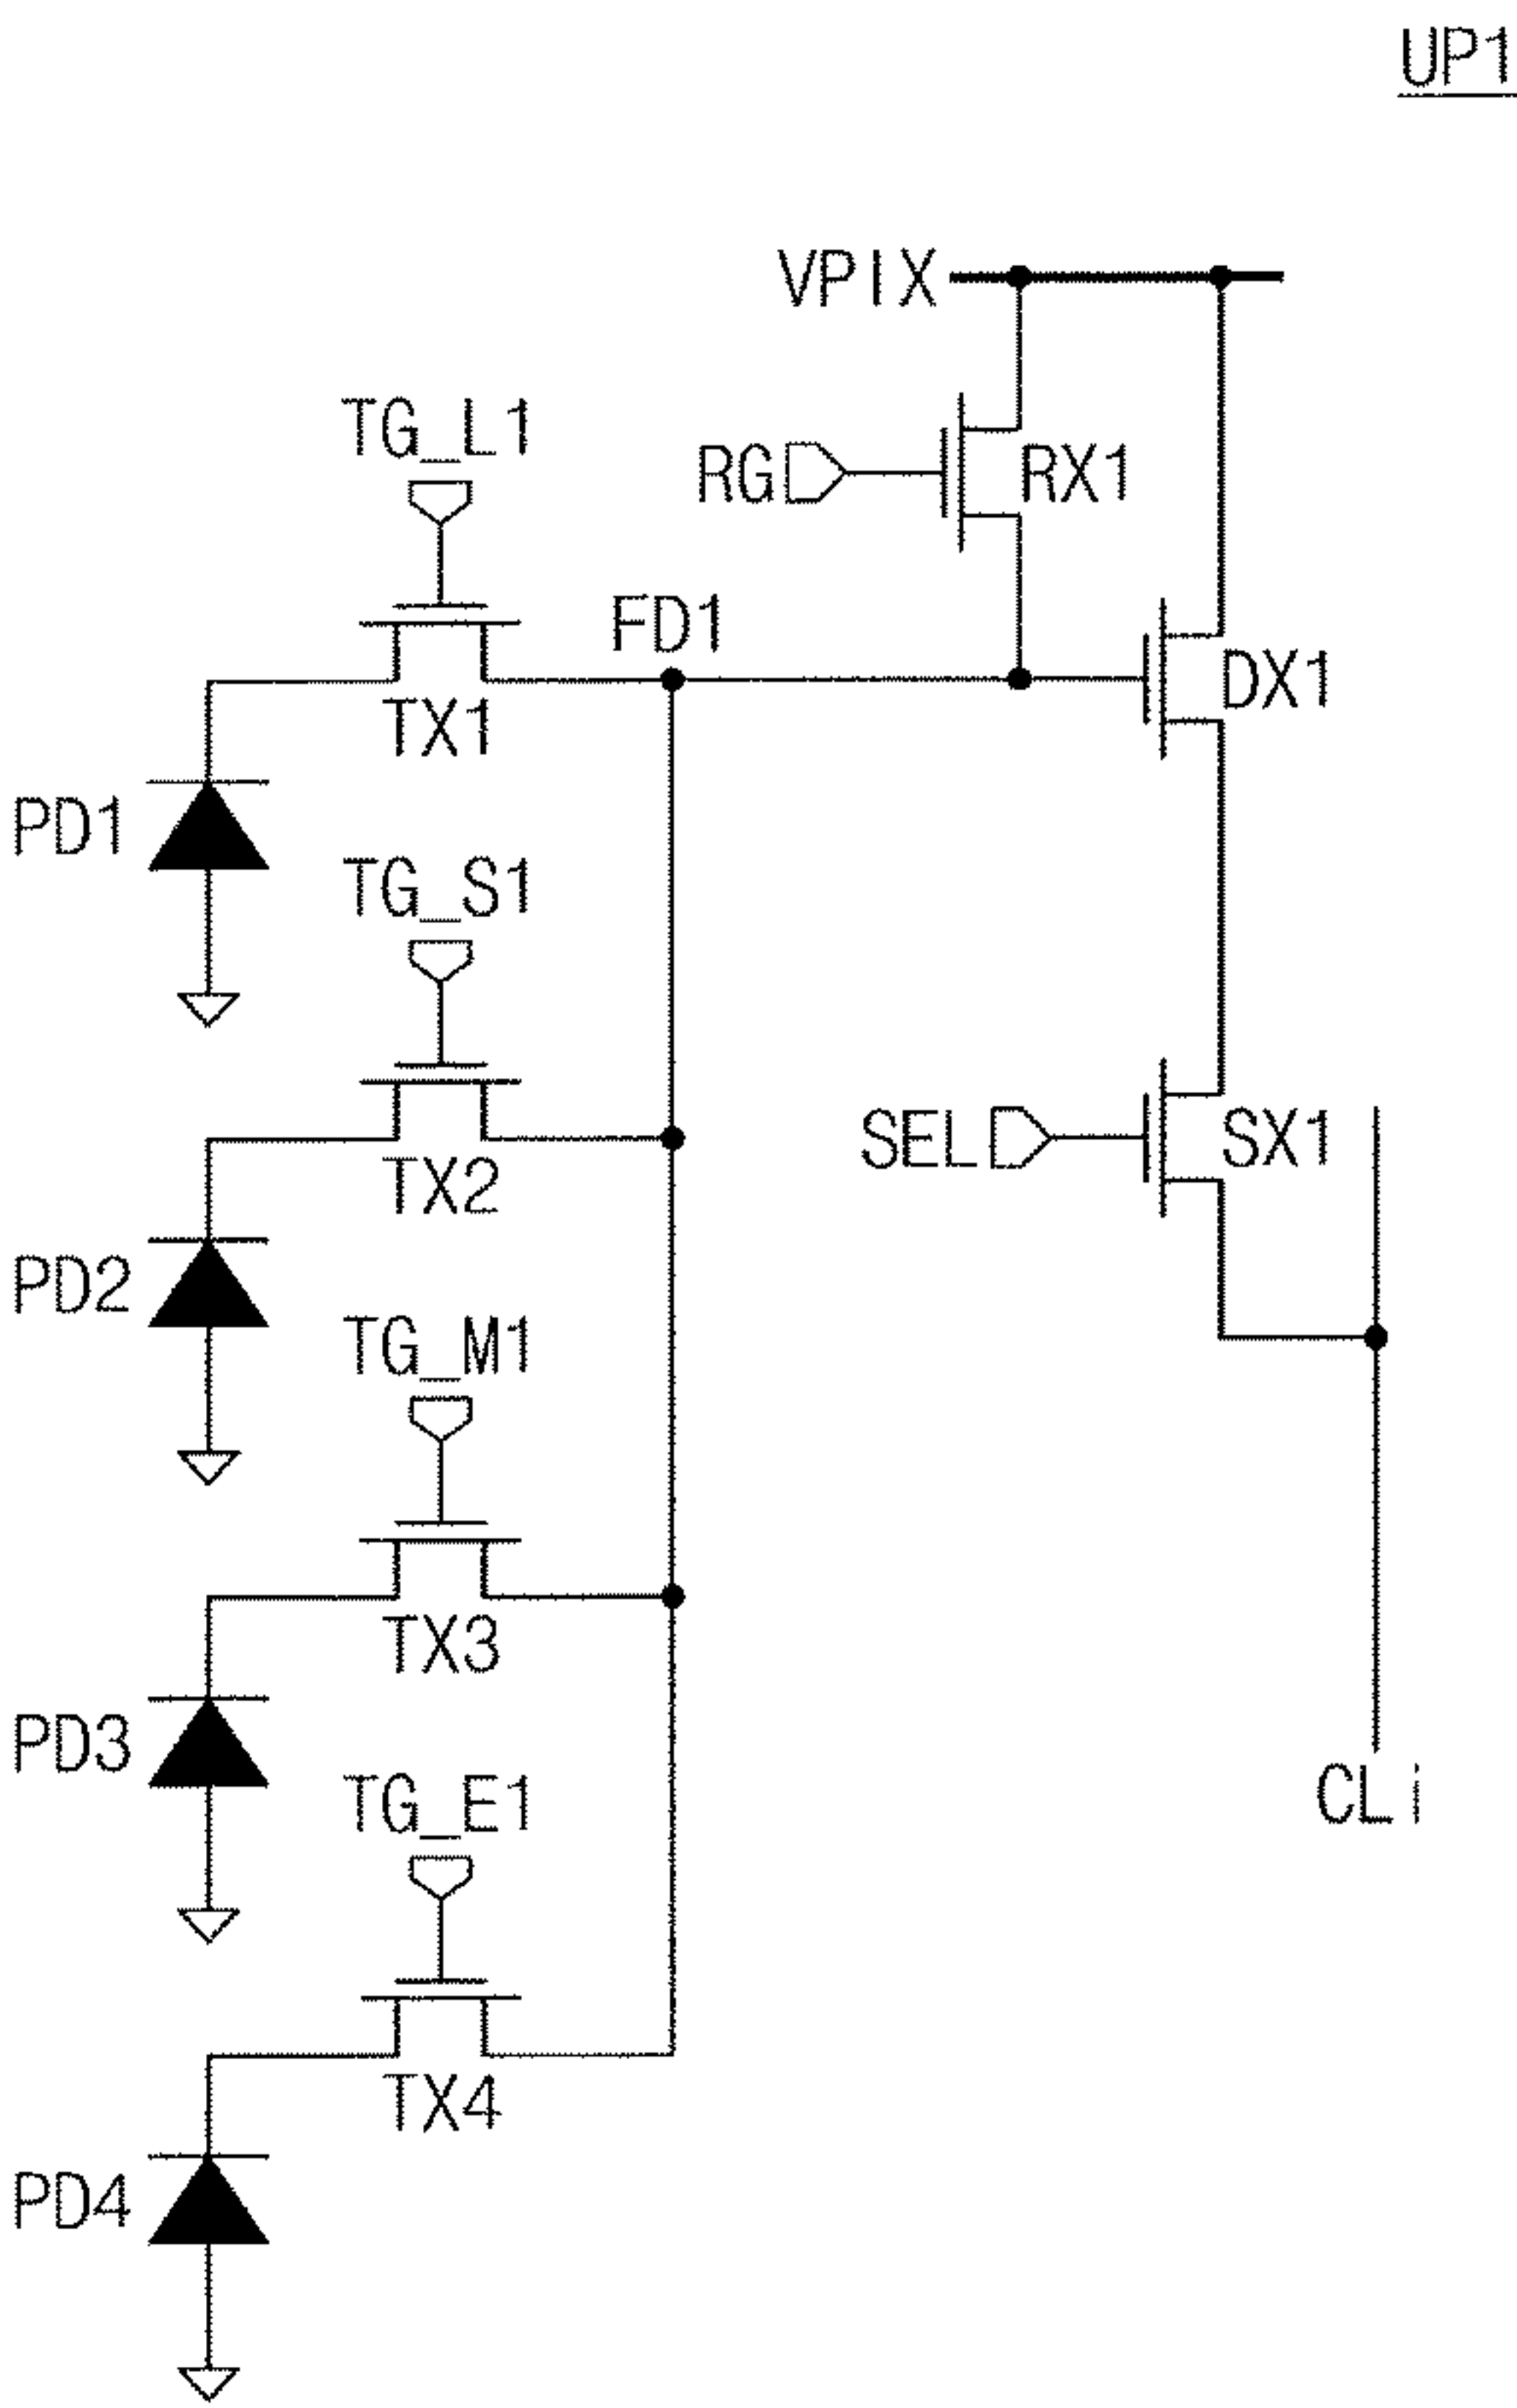 UP1
VPIX
TG_L1
RG
RX1
FD1
DX1
TX1
PD1
TG_S1
SEL
SX1
TX2
PD2
TG_M1
TX3
PD3
TG_E1
CLi
TX4
PD4